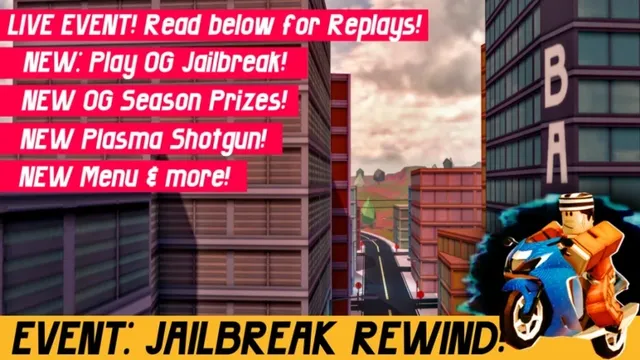 LIVE EVENT! Read below for Replays!
NEW: Play OG Jailbreak!
NEW OG Season Prizes!
NEW Plasma Shotgun!
NEW Menu & more!
BA
EVENT: JAILBREAK REWIND!